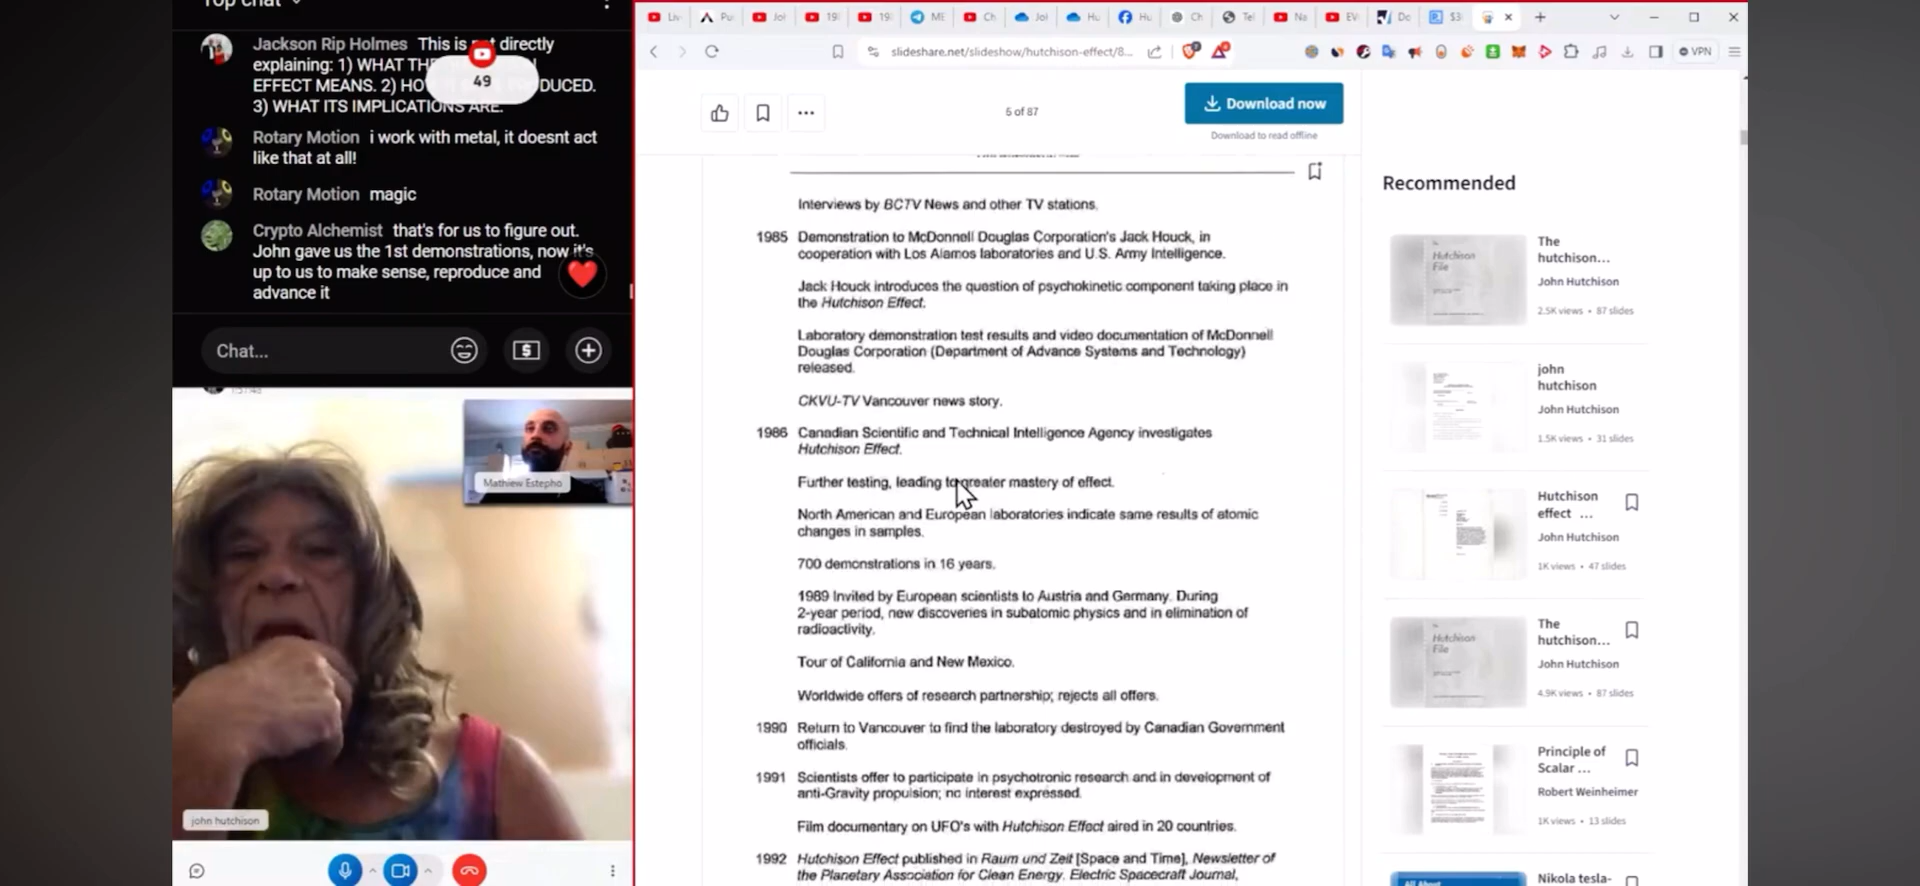 Top chat
Jackson Rip Holmes This is directly
explaining: 1) WHAT TH
EFFECT MEANS. 2) HO DUCED.
3) WHAT ITS IMPLICATIONS ARE.
49
Rotary Motion i work with metal, it doesnt act
like that at all!
Rotary Motion magic
Crypto Alchemist that's for us to figure out.
John gave us the 1st demonstrations, now it's
up to us to make sense, reproduce and
advance it
Chat...
Mathiew Estepho
john hutchison
slideshare.net/slideshow/hutchison-effect/8...
VPN
5 of 87
Download now
Download to read offline
Interviews by BCTV News and other TV stations.
1985 Demonstration to McDonnell Douglas Corporation's Jack Houck, in
cooperation with Los Alamos laboratories and U.S. Army Intelligence.
Jack Houck introduces the question of psychokinetic component taking place in
the Hutchison Effect.
Laboratory demonstration test results and video documentation of McDonnell
Douglas Corporation (Department of Advance Systems and Technology)
released.
CKVU-TV Vancouver news story.
1986 Canadian Scientific and Technical Intelligence Agency investigates
Hutchison Effect.
Further testing, leading to greater mastery of effect.
North American and European laboratories indicate same results of atomic
changes in samples.
700 demonstrations in 16 years.
1989 Invited by European scientists to Austria and Germany. During
2-year period, new discoveries in subatomic physics and in elimination of
radioactivity.
Tour of California and New Mexico.
Worldwide offers of research partnership; rejects all offers.
1990 Return to Vancouver to find the laboratory destroyed by Canadian Government
officials.
1991 Scientists offer to participate in psychotronic research and in development of
anti-Gravity propulsion; no interest expressed.
Film documentary on UFO's with Hutchison Effect aired in 20 countries.
1992 Hutchison Effect published in Raum und Zeit [Space and Time], Newsletter of
the Planetary Association for Clean Energy, Electric Spacecraft Journal,
Recommended
The
hutchison...
John Hutchison
2.5K views • 87 slides
john
hutchison
John Hutchison
1.5K views • 31 slides
Hutchison
effect ...
John Hutchison
1K views • 47 slides
The
hutchison...
John Hutchison
4.9K views • 87 slides
Principle of
Scalar ...
Robert Weinheimer
1K views • 13 slides
Nikola tesla-
All About
Hutchison
File
Hutchison
File